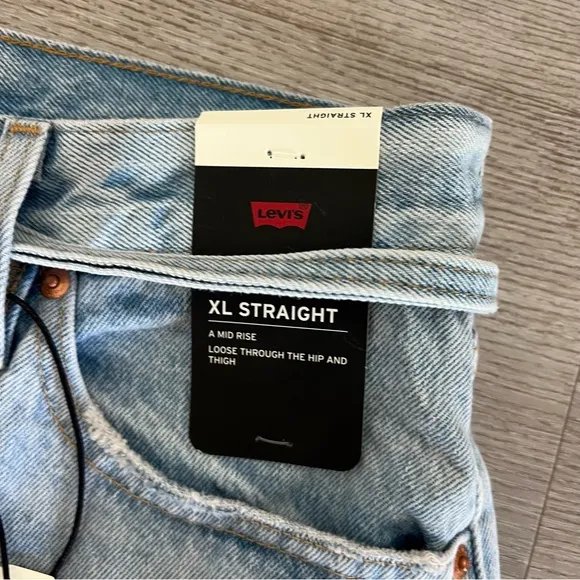 XL STRAIGHT
Levi's
XL STRAIGHT
A MID RISE
LOOSE THROUGH THE HIP AND
THIGH